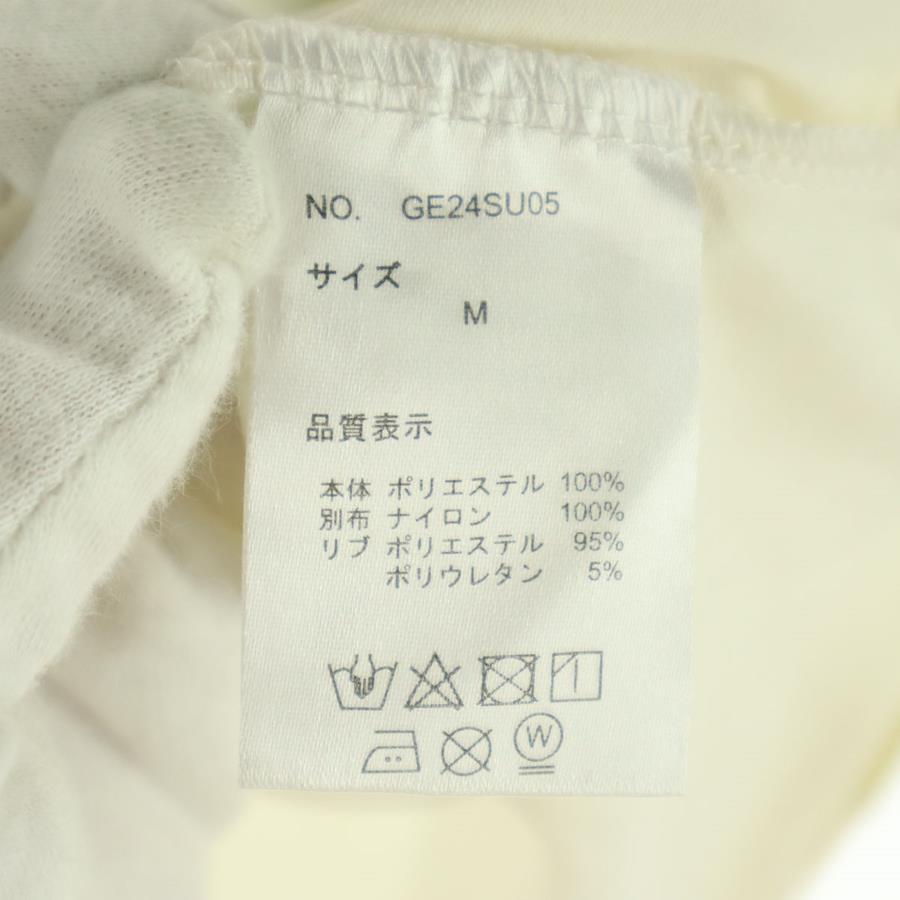 NO. GE24SU05
サイズ
M
品質表示
本体 ポリエステル 100%
別布 ナイロン 100%
リブ ポリエステル 95%
ポリウレタン 5%
W